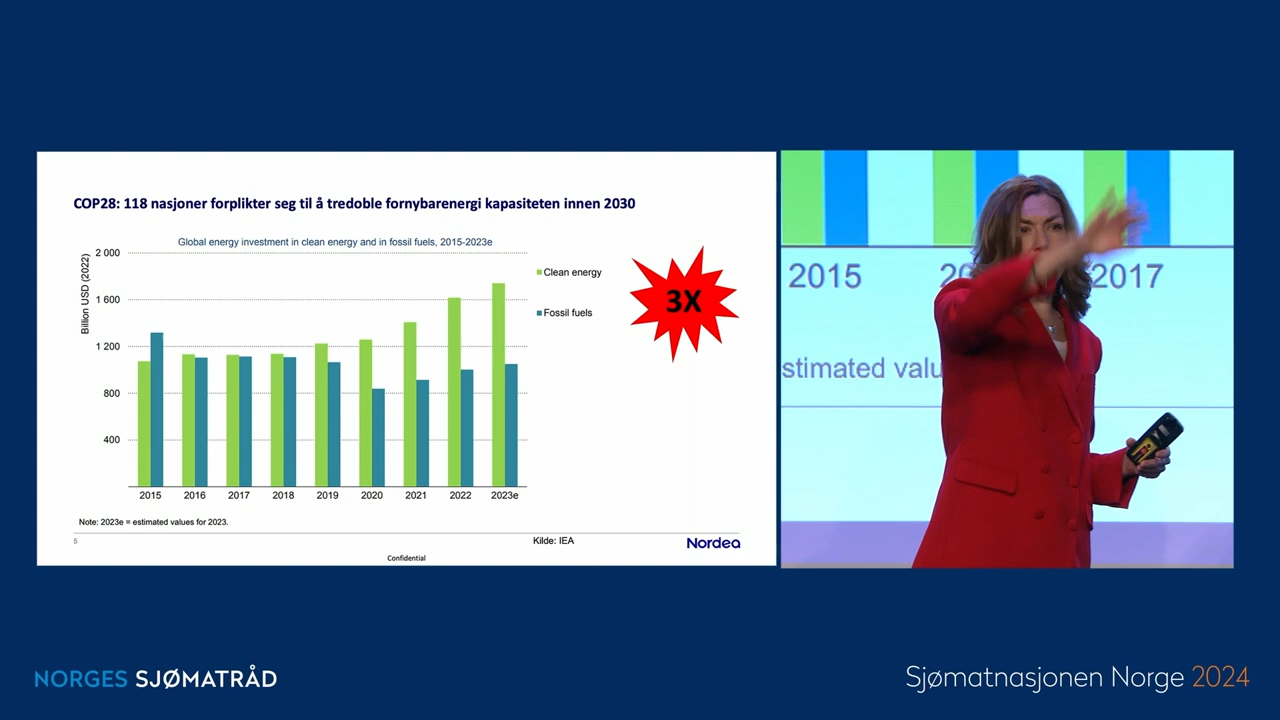 COP28: 118 nasjoner forplikter seg til å tredoble fornybarenergi kapasiteten innen 2030
Global energy investment in clean energy and in fossil fuels, 2015-2023e
Billion USD (2022)
2 000
1 600
1 200
800
400
2015 2016 2017 2018 2019 2020 2021 2022 2023e
Clean energy
Fossil fuels
3X
Note: 2023e = estimated values for 2023.
5
Kilde: IEA
Nordea
Confidential
2015 2017
NORGES SJØMATRÅD
Sjømatnasjonen Norge 2024